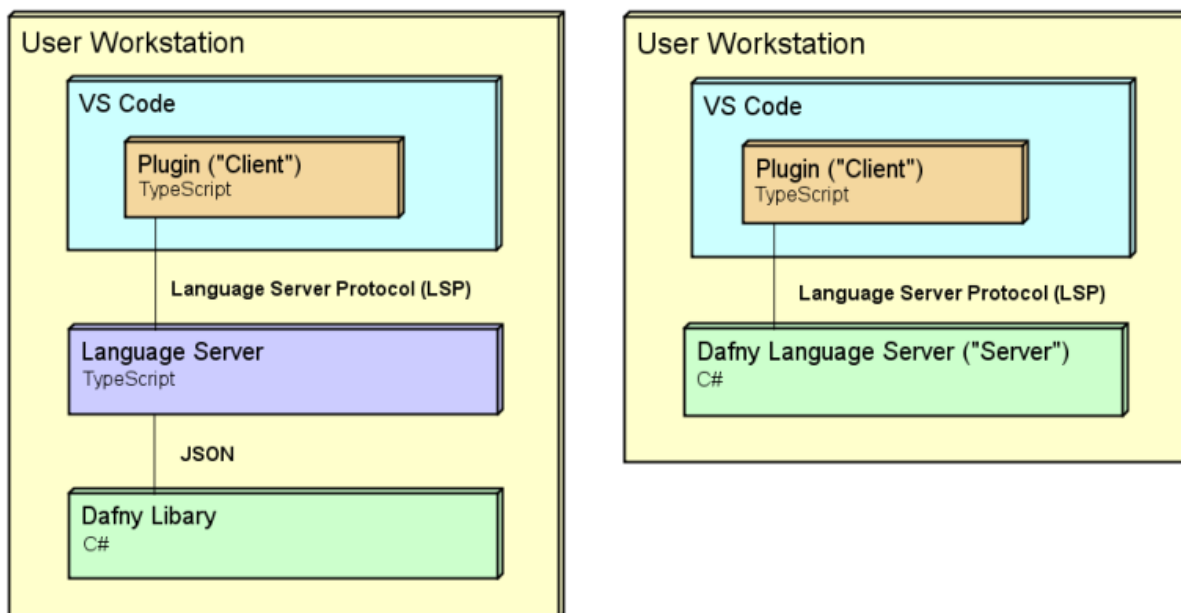 User Workstation
VS Code
Plugin ("Client")
TypeScript
Language Server Protocol (LSP)
Language Server
TypeScript
JSON
Dafny Libary
C#
User Workstation
VS Code
Plugin ("Client")
TypeScript
Language Server Protocol (LSP)
Dafny Language Server ("Server")
C#